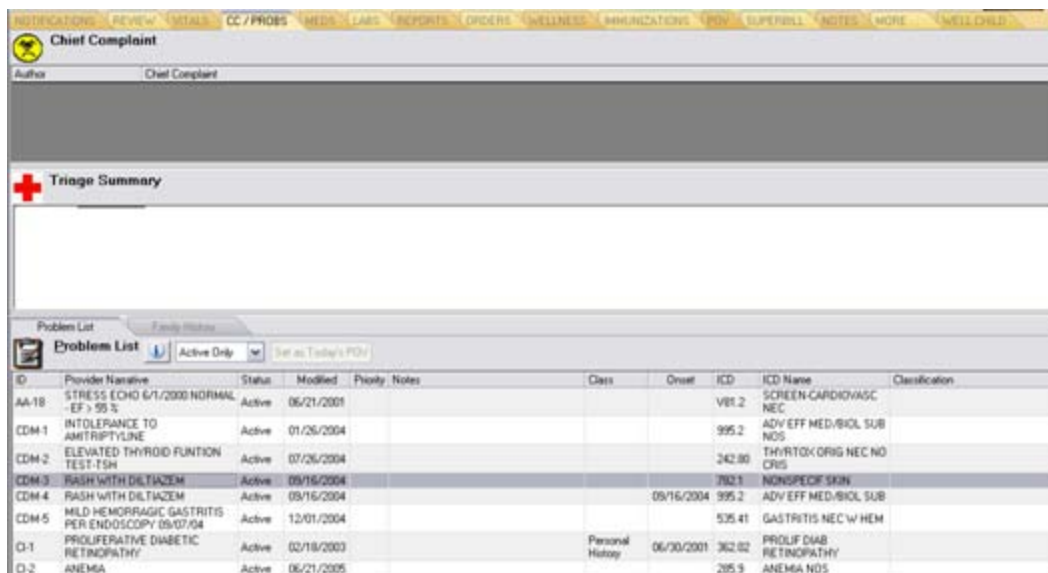 NOTIFICATIONS REVIEW VITALS CC / PROBS MEDS LABS REPORTS ORDERS WELLNESS IMMUNIZATIONS POV SUPERBILL NOTES MORE WELL CHILD
Chief Complaint
Author Chief Complaint
Triage Summary
Problem List Family History
Problem List Active Only Set as Today's POV
ID Provider Narrative Status Modified Priority Notes Class Onset ICD ICD Name Classification
AA-18 STRESS ECHO 6/1/2000 NORMAL - EF > 55 % Active 06/21/2001 V81.2 SCREEN-CARDIOVASC NEC
CDM-1 INTOLERANCE TO AMITRIPTYLINE Active 01/26/2004 995.2 ADV EFF MED/BIOL SUB NOS
CDM-2 ELEVATED THYROID FUNTION TEST-TSH Active 07/26/2004 242.80 THYRTOX ORIG NEC NO CRIS
CDM-3 RASH WITH DILTIAZEM Active 09/16/2004 782.1 NONSPECIF SKIN
CDM-4 RASH WITH DILTIAZEM Active 09/16/2004 09/16/2004 995.2 ADV EFF MED/BIOL SUB
CDM-5 MILD HEMORRAGIC GASTRITIS PER ENDOSCOPY 09/07/04 Active 12/01/2004 535.41 GASTRITIS NEC W HEM
CI-1 PROLIFERATIVE DIABETIC RETINOPATHY Active 02/18/2003 Personal History 06/30/2001 362.02 PROLIF DIAB RETINOPATHY
CI-2 ANEMIA Active 06/21/2005 285.9 ANEMIA NOS